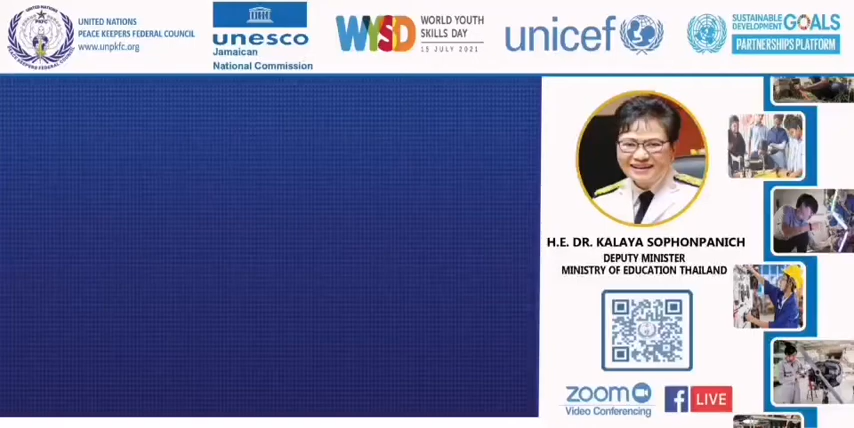 UNITED NATIONS
PEACE KEEPERS FEDERAL COUNCIL
www.unpkfc.org
unesco
Jamaican
National Commission
WYSD
WORLD YOUTH
SKILLS DAY
15 JULY 2021
unicef
SUSTAINABLE
DEVELOPMENT GOALS
PARTNERSHIPS PLATFORM
H.E. DR. KALAYA SOPHONPANICH
DEPUTY MINISTER
MINISTRY OF EDUCATION THAILAND
zoom
Video Conferencing
f LIVE